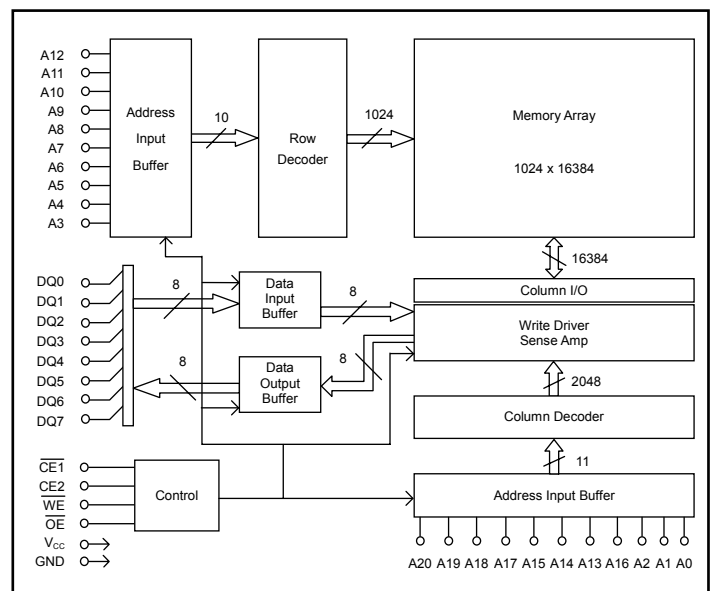 A12
A11
A10
A9
A8
A7
A6
A5
A4
A3
Address
Input
Buffer
10
Row
Decoder
1024
Memory Array
1024 x 16384
16384
DQ0
DQ1
DQ2
DQ3
DQ4
DQ5
DQ6
DQ7
8
Data
Input
Buffer
8
Column I/O
Write Driver
Sense Amp
8
Data
Output
Buffer
8
2048
Column Decoder
11
Address Input Buffer
CE1
CE2
WE
OE
VCC
GND
Control
A20 A19 A18 A17 A15 A14 A13 A16 A2 A1 A0